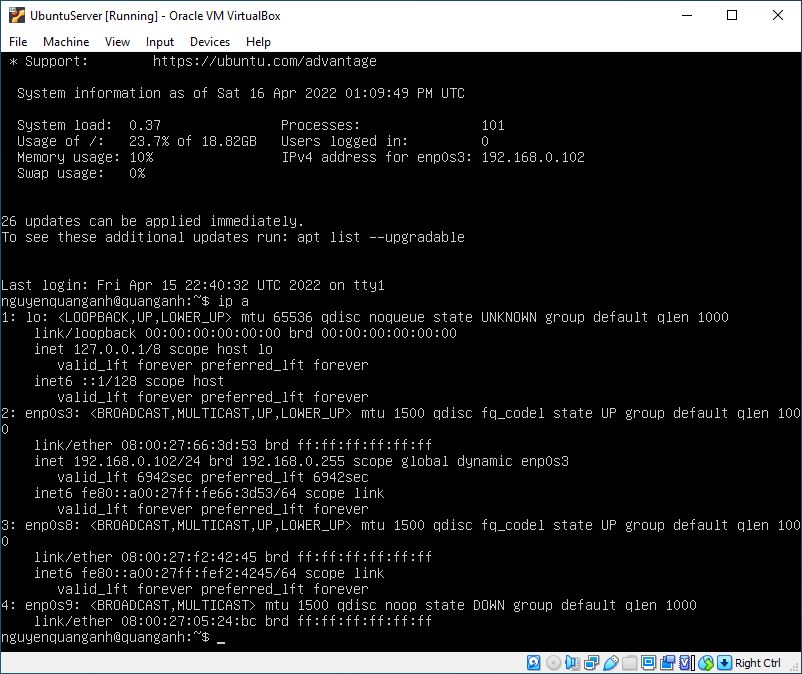 UbuntuServer [Running] - Oracle VM VirtualBox
File Machine View Input Devices Help
* Support: https://ubuntu.com/advantage
System information as of Sat 16 Apr 2022 01:09:49 PM UTC
System load: 0.37 Processes: 101
Usage of /: 23.7% of 18.82GB Users logged in: 0
Memory usage: 10% IPv4 address for enp0s3: 192.168.0.102
Swap usage: 0%
26 updates can be applied immediately.
To see these additional updates run: apt list --upgradable
Last login: Fri Apr 15 22:40:32 UTC 2022 on tty1
nguyenquanganh@quanganh:~$ ip a
1: lo: <LOOPBACK,UP,LOWER_UP> mtu 65536 qdisc noqueue state UNKNOWN group default qlen 1000
link/loopback 00:00:00:00:00:00 brd 00:00:00:00:00:00
inet 127.0.0.1/8 scope host lo
valid_lft forever preferred_lft forever
inet6 ::1/128 scope host
valid_lft forever preferred_lft forever
2: enp0s3: <BROADCAST,MULTICAST,UP,LOWER_UP> mtu 1500 qdisc fq_codel state UP group default qlen 100
0
link/ether 08:00:27:66:3d:53 brd ff:ff:ff:ff:ff:ff
inet 192.168.0.102/24 brd 192.168.0.255 scope global dynamic enp0s3
valid_lft 6942sec preferred_lft 6942sec
inet6 fe80::a00:27ff:fe66:3d53/64 scope link
valid_lft forever preferred_lft forever
3: enp0s8: <BROADCAST,MULTICAST,UP,LOWER_UP> mtu 1500 qdisc fq_codel state UP group default qlen 100
0
link/ether 08:00:27:f2:42:45 brd ff:ff:ff:ff:ff:ff
inet6 fe80::a00:27ff:fef2:4245/64 scope link
valid_lft forever preferred_lft forever
4: enp0s9: <BROADCAST,MULTICAST> mtu 1500 qdisc noop state DOWN group default qlen 1000
link/ether 08:00:27:05:24:bc brd ff:ff:ff:ff:ff:ff
nguyenquanganh@quanganh:~$ _
Right Ctrl